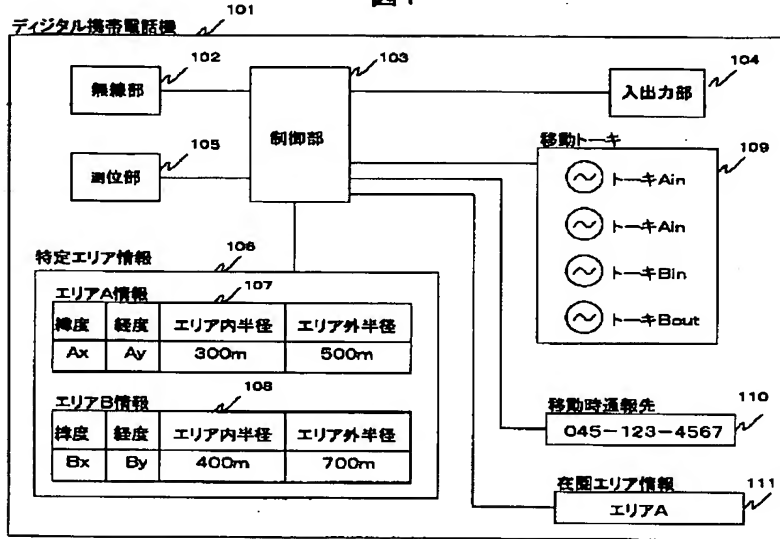 図1
101
ディジタル携帯電話機
102
無線部
103
制御部
104
入出力部
105
測位部
移動トーキ
109
トーキAin
トーキAin
トーキBin
トーキBout
特定エリア情報
106
エリアA情報
107
緯度 経度 エリア内半径 エリア外半径
Ax Ay 300m 500m
エリアB情報
108
緯度 経度 エリア内半径 エリア外半径
Bx By 400m 700m
移動時通報先
110
045-123-4567
在圏エリア情報
111
エリアA